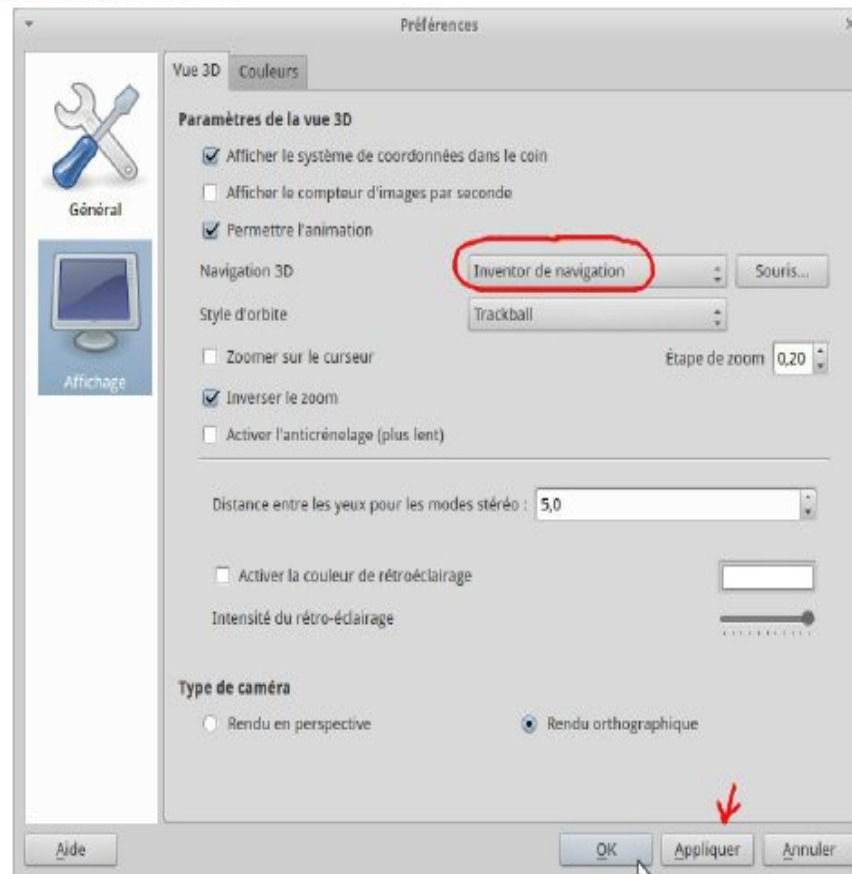 Préférences
Vue 3D Couleurs
Paramètres de la vue 3D
Afficher le système de coordonnées dans le coin
Afficher le compteur d'images par seconde
Général
Permettre l'animation
Navigation 3D Inventor de navigation Souris...
Style d'orbite Trackball
Zoomer sur le curseur Étape de zoom 0,20
Affichage
Inverser le zoom
Activer l'anticrénelage (plus lent)
Distance entre les yeux pour les modes stéréo : 5,0
Activer la couleur de rétroéclairage
Intensité du rétro-éclairage
Type de caméra
Rendu en perspective Rendu orthographique
Aide OK Appliquer Annuler